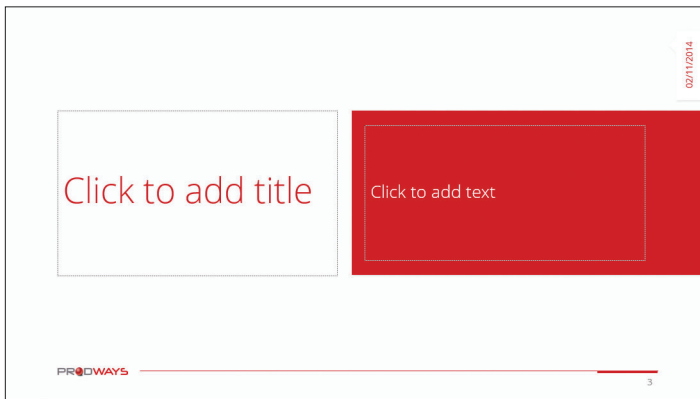 02/11/2014
Click to add title
Click to add text
PRODWAYS
3